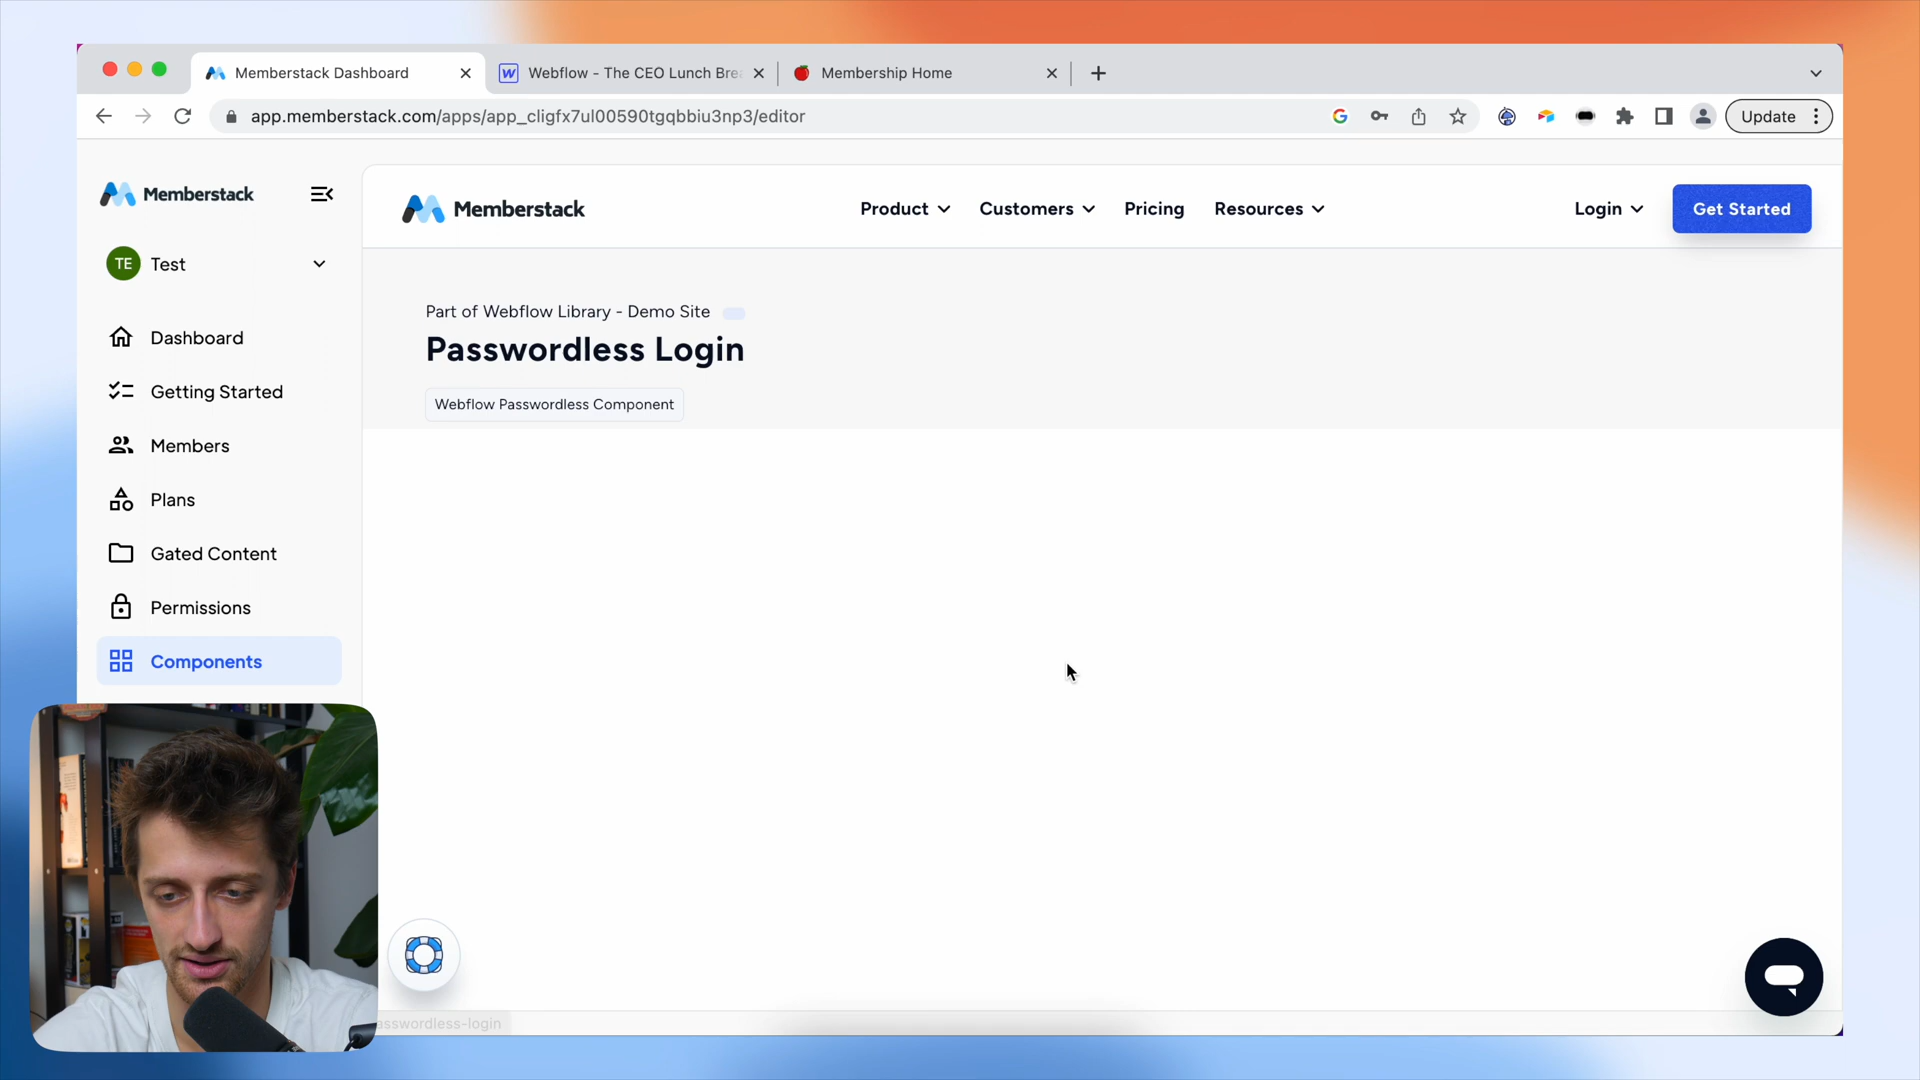 Memberstack Dashboard
Webflow - The CEO Lunch Bre
Membership Home
app.memberstack.com/apps/app_cligfx7ul00590tgqbbiu3np3/editor
Update
Memberstack
Memberstack
Product
Customers
Pricing
Resources
Login
Get Started
TE
Test
Part of Webflow Library - Demo Site
Passwordless Login
Webflow Passwordless Component
Dashboard
Getting Started
Members
Plans
Gated Content
Permissions
Components
asswordless-login